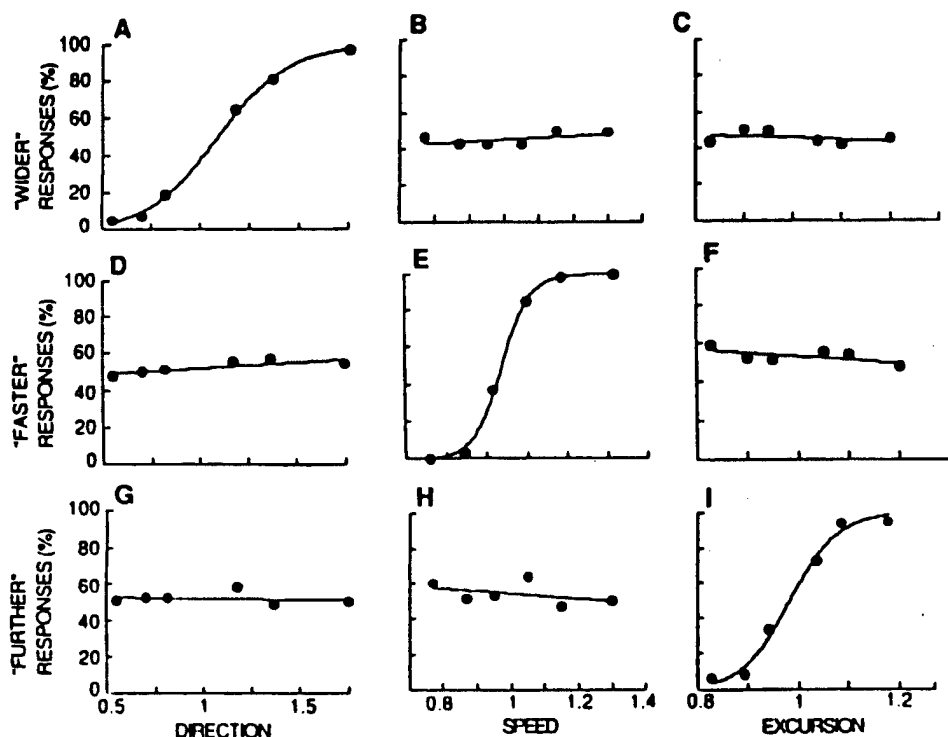 A B C
100
80
60
40
20
0
"WIDER"
RESPONSES (%)
D E F
100
80
60
40
20
0
"FASTER"
RESPONSES (%)
G H I
100
80
60
40
20
0
"FURTHER"
RESPONSES (%)
0.5 1 1.5
0.8 1 1.2 1.4
0.8 1 1.2
DIRECTION SPEED EXCURSION